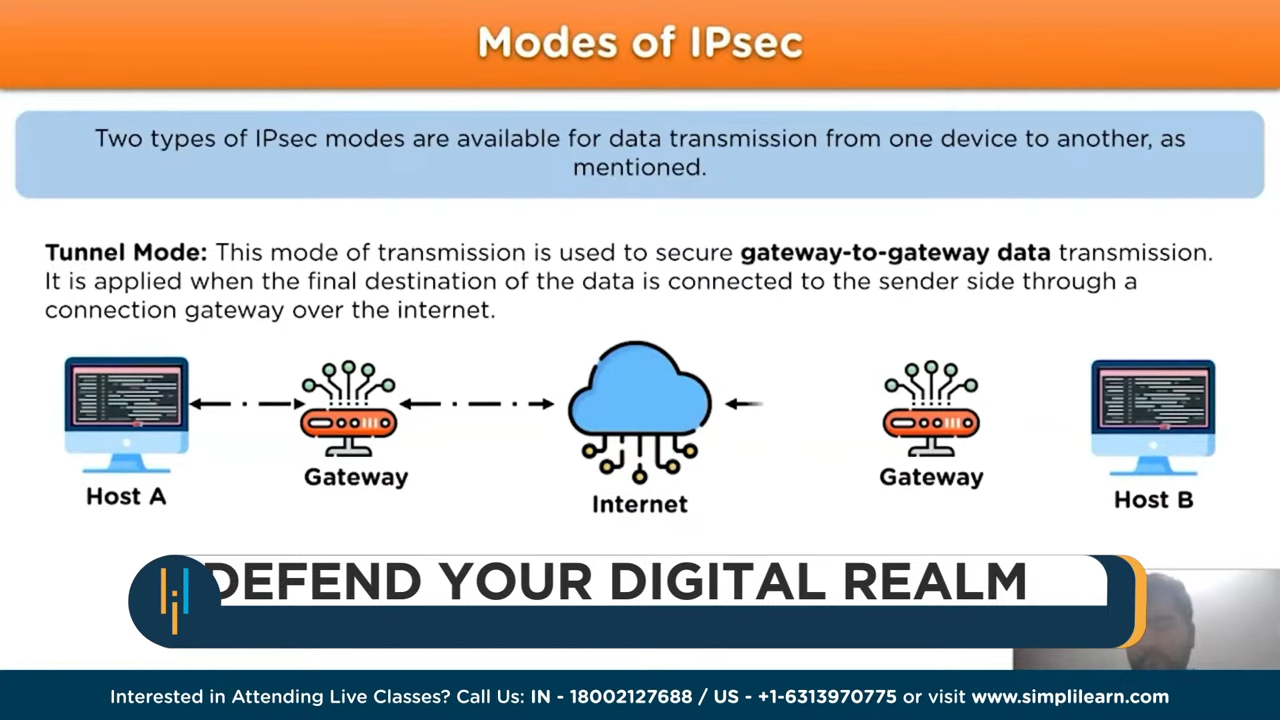 Modes of IPsec
Two types of IPsec modes are available for data transmission from one device to another, as
mentioned.
Tunnel Mode: This mode of transmission is used to secure gateway-to-gateway data transmission.
It is applied when the final destination of the data is connected to the sender side through a
connection gateway over the internet.
Host A
Gateway
Internet
Gateway
Host B
DEFEND YOUR DIGITAL REALM
Interested in Attending Live Classes? Call Us: IN - 18002127688 / US - +1-6313970775 or visit www.simplilearn.com